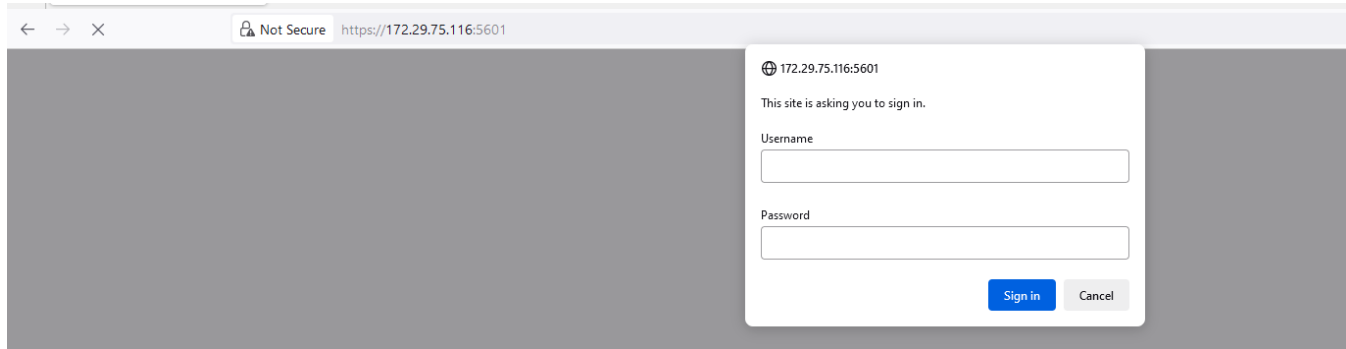 Not Secure https://172.29.75.116:5601
172.29.75.116:5601
This site is asking you to sign in.
Username
Password
Sign in Cancel